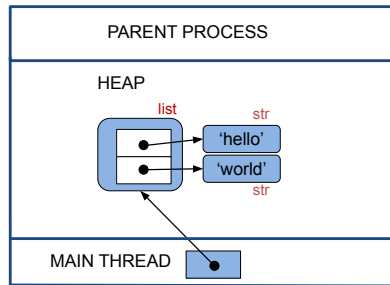 PARENT PROCESS
HEAP
list
str
‘hello’
‘world’
str
MAIN THREAD